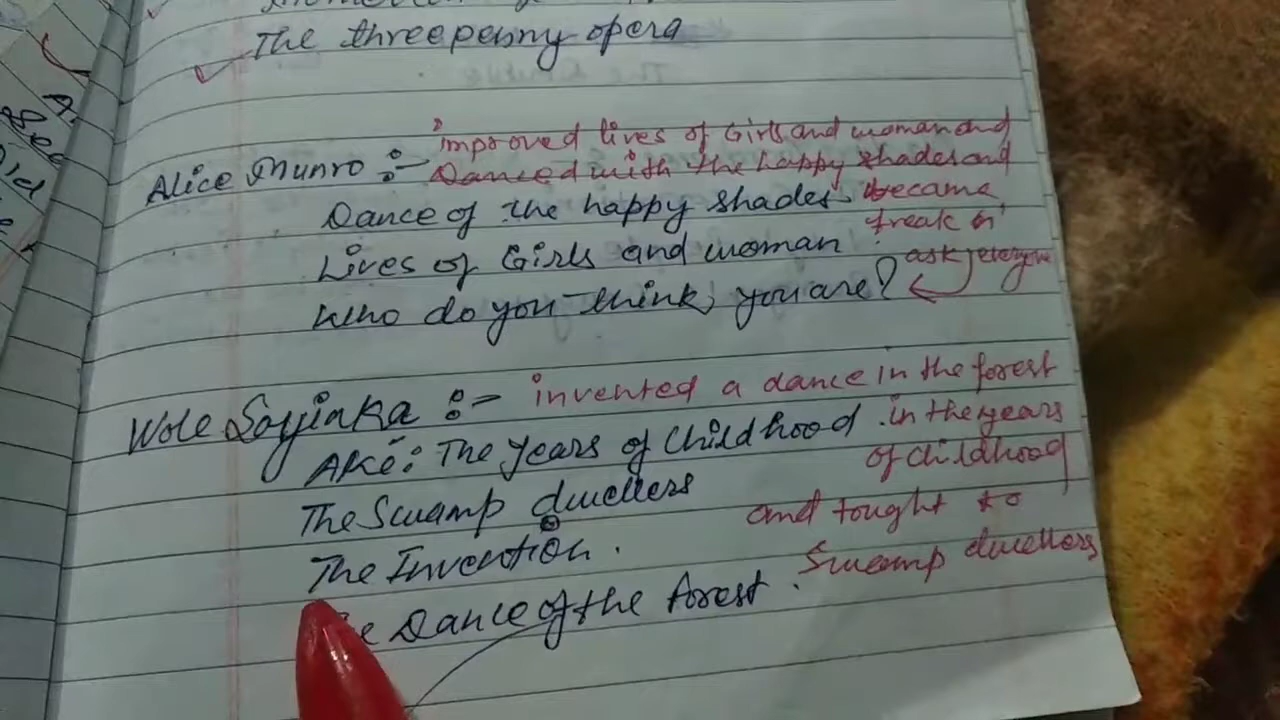 The threepenny opera
improved lives of Girls and woman and
Alice Munro :- Danced with the happy shades and
Dance of the happy shades. became
freak n'
Lives of Girls and woman
ask everyone
Who do you think, you are?
Wole Soyinka :- invented a dance in the forest
AKé: The years of childhood. in the years
of childhood
The Swamp dwellers
and tought to
The Invention.
Swamp dwellers
Dance of the forest.